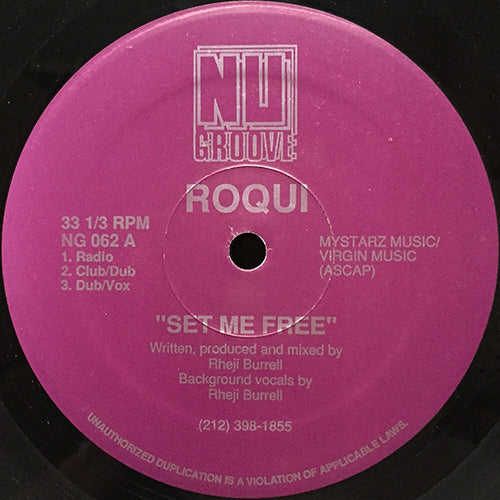 NU
GROOVE
ROQUI
33 1/3 RPM
NG 062 A
1. Radio
2. Club/Dub
3. Dub/Vox
MYSTARZ MUSIC/
VIRGIN MUSIC
(ASCAP)
"SET ME FREE"
Written, produced and mixed by
Rheji Burrell
Background vocals by
Rheji Burrell
(212) 398-1855
UNAUTHORIZED DUPLICATION IS A VIOLATION OF APPLICABLE LAWS.